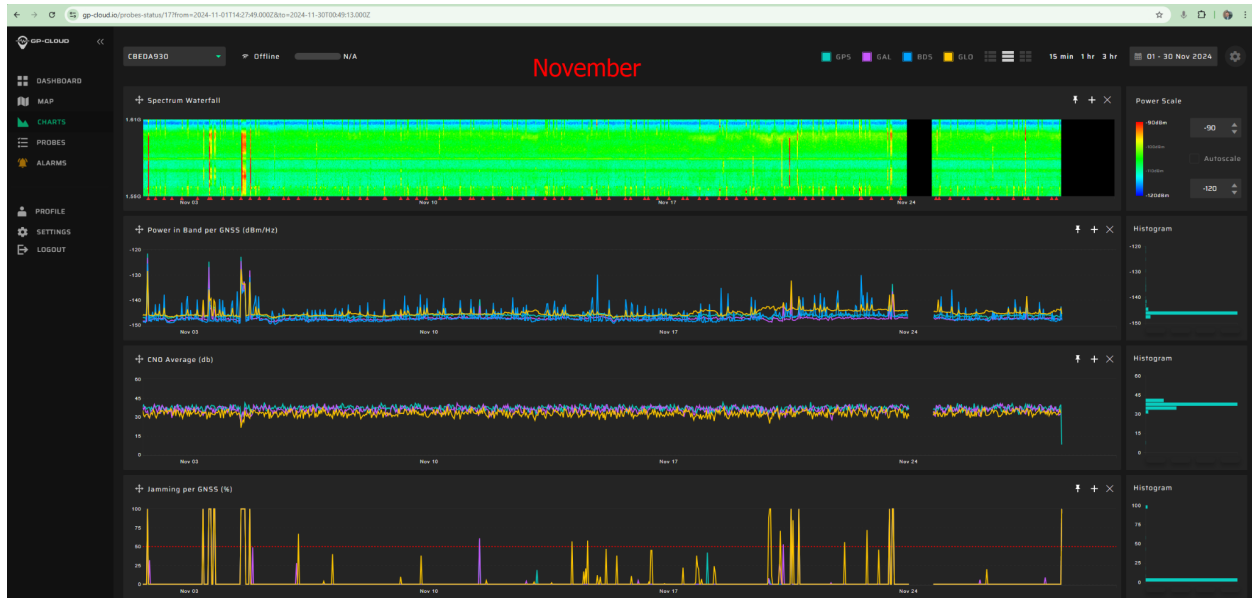 gp-cloud.io/probes-status/17?from=2024-11-01T14:27:49.000Z&to=2024-11-30T00:49:13.000Z
GP-CLOUD
CBEDA930
Offline
N/A
November
GPS
GAL
BDS
GLO
15 min 1 hr 3 hr
01 - 30 Nov 2024
DASHBOARD
MAP
CHARTS
PROBES
ALARMS
PROFILE
SETTINGS
LOGOUT
Spectrum Waterfall
1.61G
1.55G
Nov 03
Nov 10
Nov 17
Nov 24
Power Scale
-90dBm
-120dBm
-90
Autoscale
-120
Power in Band per GNSS (dBm/Hz)
-120
-130
-140
-150
Nov 03
Nov 10
Nov 17
Nov 24
Histogram
-120
-130
-140
-150
CNO Average (db)
60
45
30
15
0
Nov 03
Nov 10
Nov 17
Nov 24
Histogram
60
45
30
15
0
Jamming per GNSS (%)
100
75
50
25
0
Nov 03
Nov 10
Nov 17
Nov 24
Histogram
100
75
50
25
0